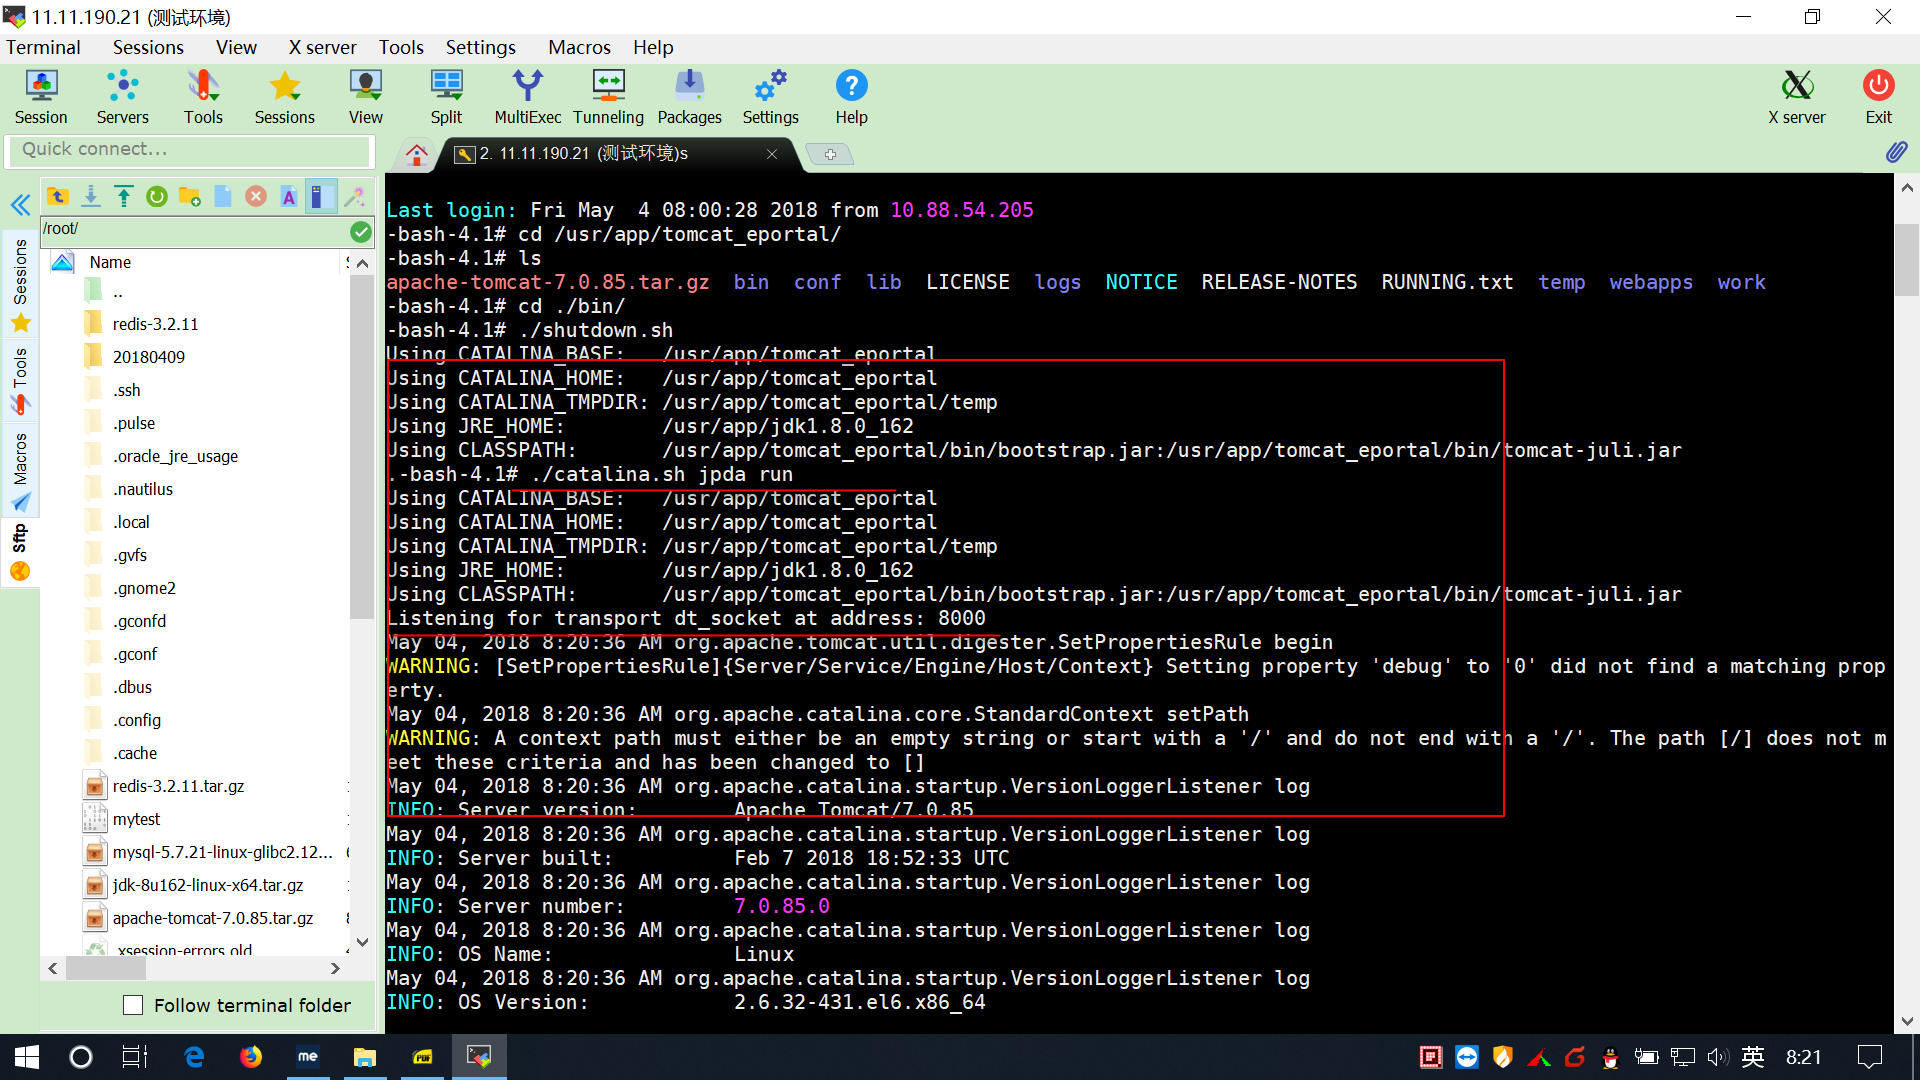 11.11.190.21 (测试环境)
Terminal Sessions View X server Tools Settings Macros Help
Session Servers Tools Sessions View Split MultiExec Tunneling Packages Settings Help X server Exit
Quick connect...
2. 11.11.190.21 (测试环境)s
/root/
Name
..
redis-3.2.11
20180409
.ssh
.pulse
.oracle_jre_usage
.nautilus
.local
.gvfs
.gnome2
.gconfd
.gconf
.dbus
.config
.cache
redis-3.2.11.tar.gz
mytest
mysql-5.7.21-linux-glibc2.12...
jdk-8u162-linux-x64.tar.gz
apache-tomcat-7.0.85.tar.gz
.xsession-errors.old
Follow terminal folder
Sessions
Tools
Macros
Sftp
Last login: Fri May  4 08:00:28 2018 from 10.88.54.205
-bash-4.1# cd /usr/app/tomcat_eportal/
-bash-4.1# ls
apache-tomcat-7.0.85.tar.gz  bin  conf  lib  LICENSE  logs  NOTICE  RELEASE-NOTES  RUNNING.txt  temp  webapps  work
-bash-4.1# cd ./bin/
-bash-4.1# ./shutdown.sh
Using CATALINA_BASE:   /usr/app/tomcat_eportal
Using CATALINA_HOME:   /usr/app/tomcat_eportal
Using CATALINA_TMPDIR: /usr/app/tomcat_eportal/temp
Using JRE_HOME:        /usr/app/jdk1.8.0_162
Using CLASSPATH:       /usr/app/tomcat_eportal/bin/bootstrap.jar:/usr/app/tomcat_eportal/bin/tomcat-juli.jar
.-bash-4.1# ./catalina.sh jpda run
Using CATALINA_BASE:   /usr/app/tomcat_eportal
Using CATALINA_HOME:   /usr/app/tomcat_eportal
Using CATALINA_TMPDIR: /usr/app/tomcat_eportal/temp
Using JRE_HOME:        /usr/app/jdk1.8.0_162
Using CLASSPATH:       /usr/app/tomcat_eportal/bin/bootstrap.jar:/usr/app/tomcat_eportal/bin/tomcat-juli.jar
Listening for transport dt_socket at address: 8000
May 04, 2018 8:20:36 AM org.apache.tomcat.util.digester.SetPropertiesRule begin
WARNING: [SetPropertiesRule]{Server/Service/Engine/Host/Context} Setting property 'debug' to '0' did not find a matching prop
erty.
May 04, 2018 8:20:36 AM org.apache.catalina.core.StandardContext setPath
WARNING: A context path must either be an empty string or start with a '/' and do not end with a '/'. The path [/] does not m
eet these criteria and has been changed to []
May 04, 2018 8:20:36 AM org.apache.catalina.startup.VersionLoggerListener log
INFO: Server version:        Apache Tomcat/7.0.85
May 04, 2018 8:20:36 AM org.apache.catalina.startup.VersionLoggerListener log
INFO: Server built:          Feb 7 2018 18:52:33 UTC
May 04, 2018 8:20:36 AM org.apache.catalina.startup.VersionLoggerListener log
INFO: Server number:         7.0.85.0
May 04, 2018 8:20:36 AM org.apache.catalina.startup.VersionLoggerListener log
INFO: OS Name:               Linux
May 04, 2018 8:20:36 AM org.apache.catalina.startup.VersionLoggerListener log
INFO: OS Version:            2.6.32-431.el6.x86_64
me
PDF
英
8:21